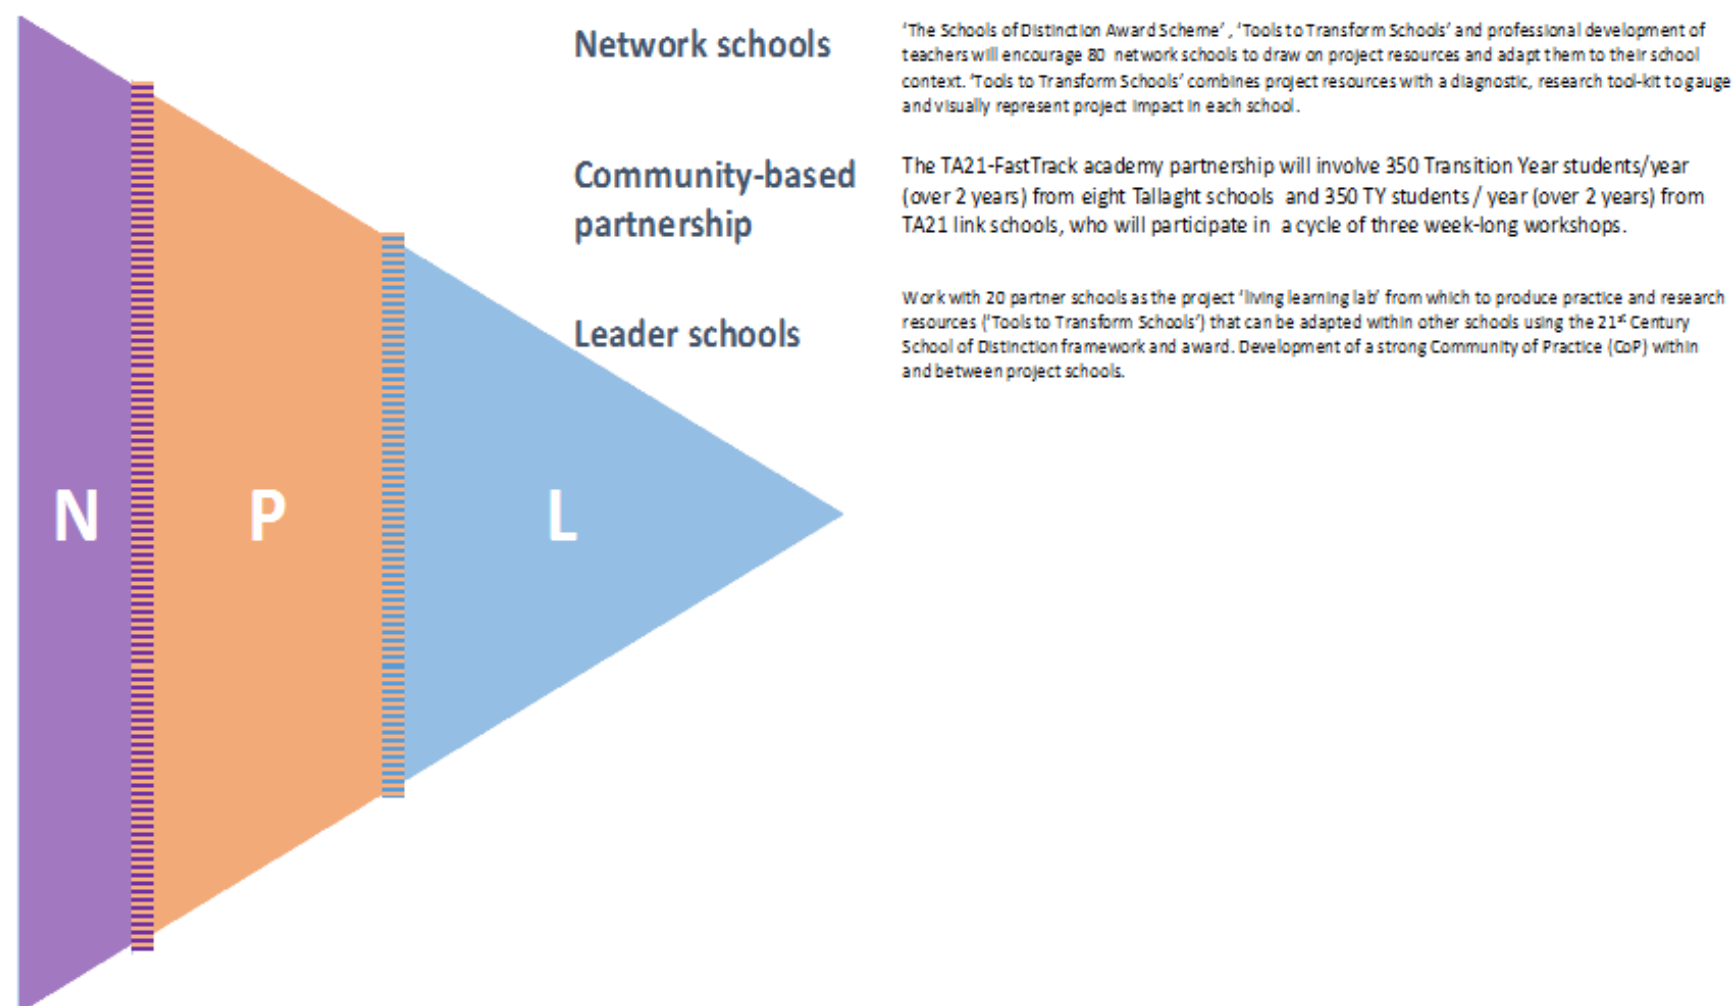 Network schools
'The Schools of Distinction Award Scheme' , 'Tools to Transform Schools' and professional development of
teachers will encourage 80 network schools to draw on project resources and adapt them to their school
context. 'Tools to Transform Schools' combines project resources with a diagnostic, research tool-kit to gauge
and visually represent project impact in each school.
Community-based
partnership
The TA21-FastTrack academy partnership will involve 350 Transition Year students/year
(over 2 years) from eight Tallaght schools and 350 TY students / year (over 2 years) from
TA21 link schools, who will participate in a cycle of three week-long workshops.
Leader schools
Work with 20 partner schools as the project 'living learning lab' from which to produce practice and research
resources ('Tools to Transform Schools') that can be adapted within other schools using the 21st Century
School of Distinction framework and award. Development of a strong Community of Practice (CoP) within
and between project schools.
N P L